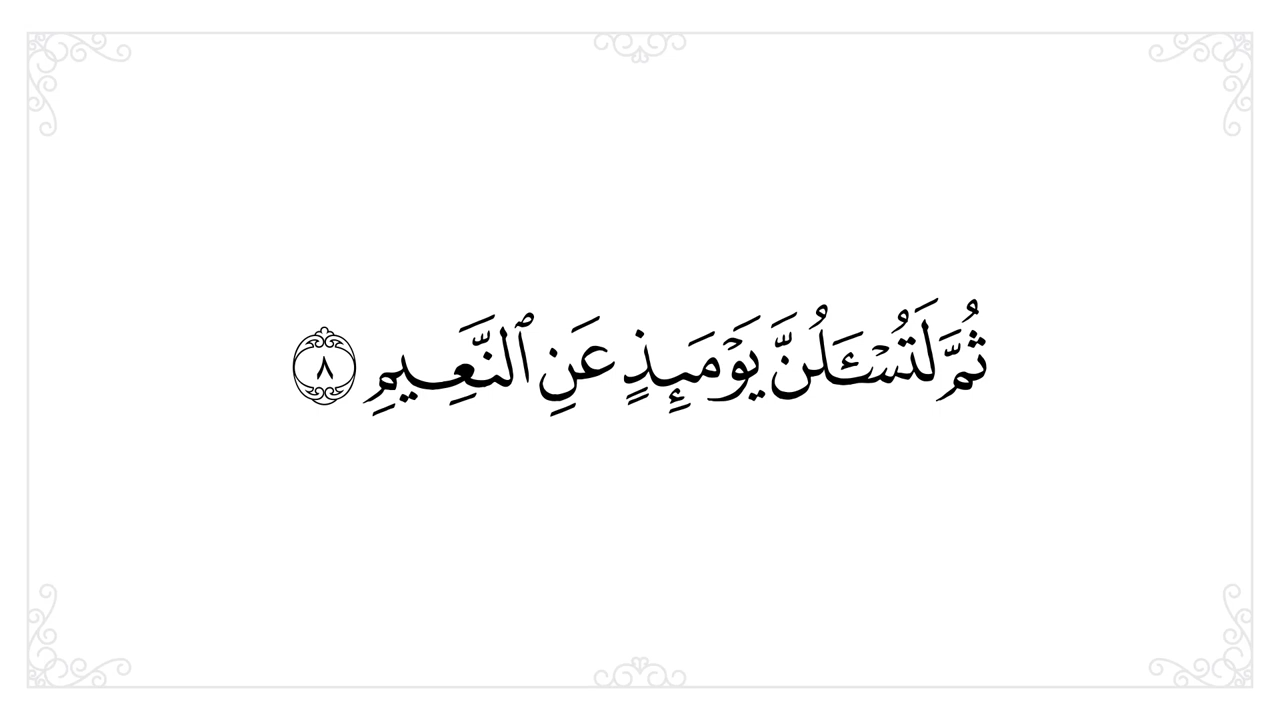 ثُمَّ لَتُسْـَٔلُنَّ يَوْمَئِذٍ عَنِ ٱلنَّعِيمِ ٨